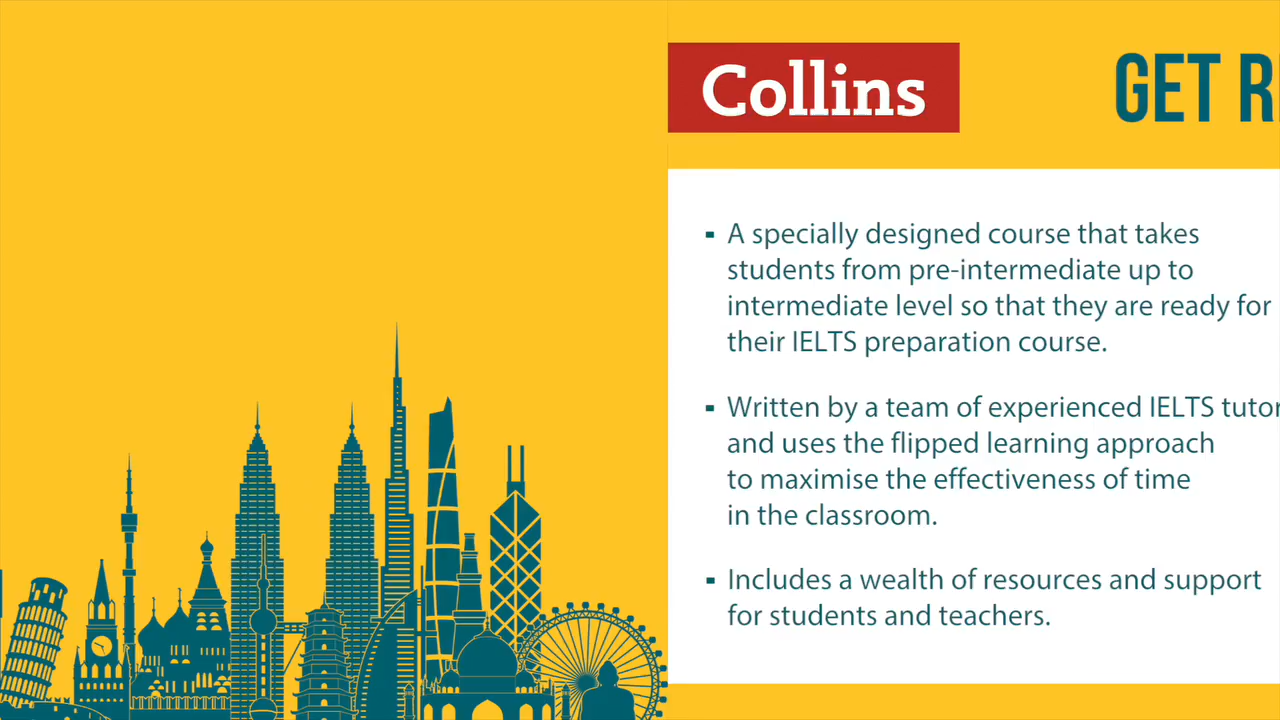 Collins
GET
▪ A specially designed course that takes
students from pre-intermediate up to
intermediate level so that they are ready for
their IELTS preparation course.
▪ Written by a team of experienced IELTS tutor
and uses the flipped learning approach
to maximise the effectiveness of time
in the classroom.
▪ Includes a wealth of resources and support
for students and teachers.